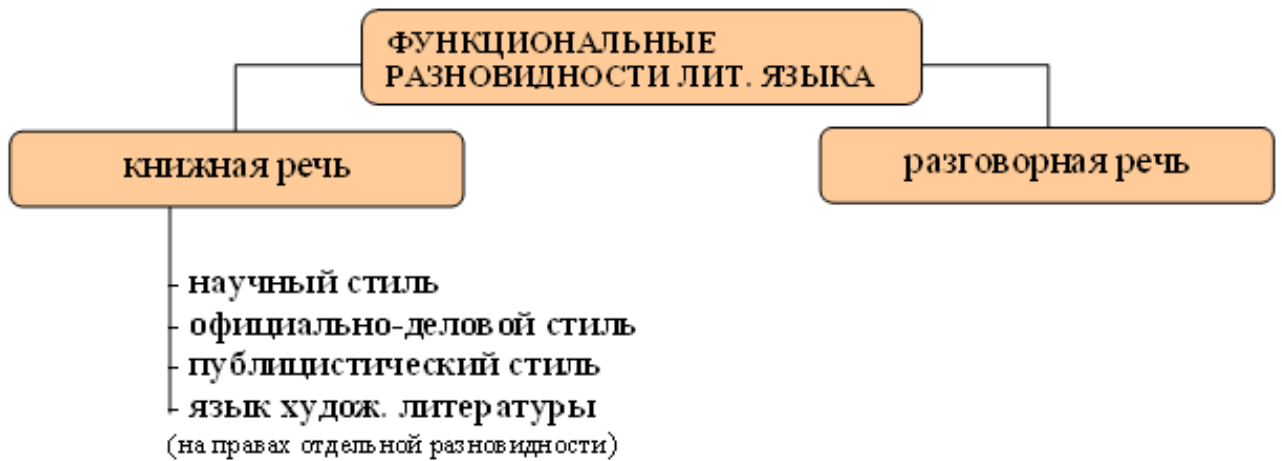 ФУНКЦИОНАЛЬНЫЕ
РАЗНОВИДНОСТИ ЛИТ. ЯЗЫКА
книжная речь
разговорная речь
- научный стиль
- официально-деловой стиль
- публицистический стиль
- язык худож. литературы
(на правах отдельной разновидности)